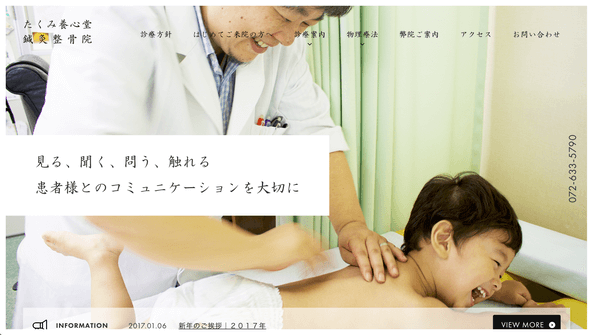 たくみ養心堂
鍼灸整骨院
診療方針 はじめてご来院の方へ 診療案内 物理療法 弊院ご案内 アクセス お問い合わせ
見る、聞く、問う、触れる
患者様とのコミュニケーションを大切に
072-633-5790
INFORMATION 2017.01.06 新年のご挨拶｜2017年 VIEW MORE